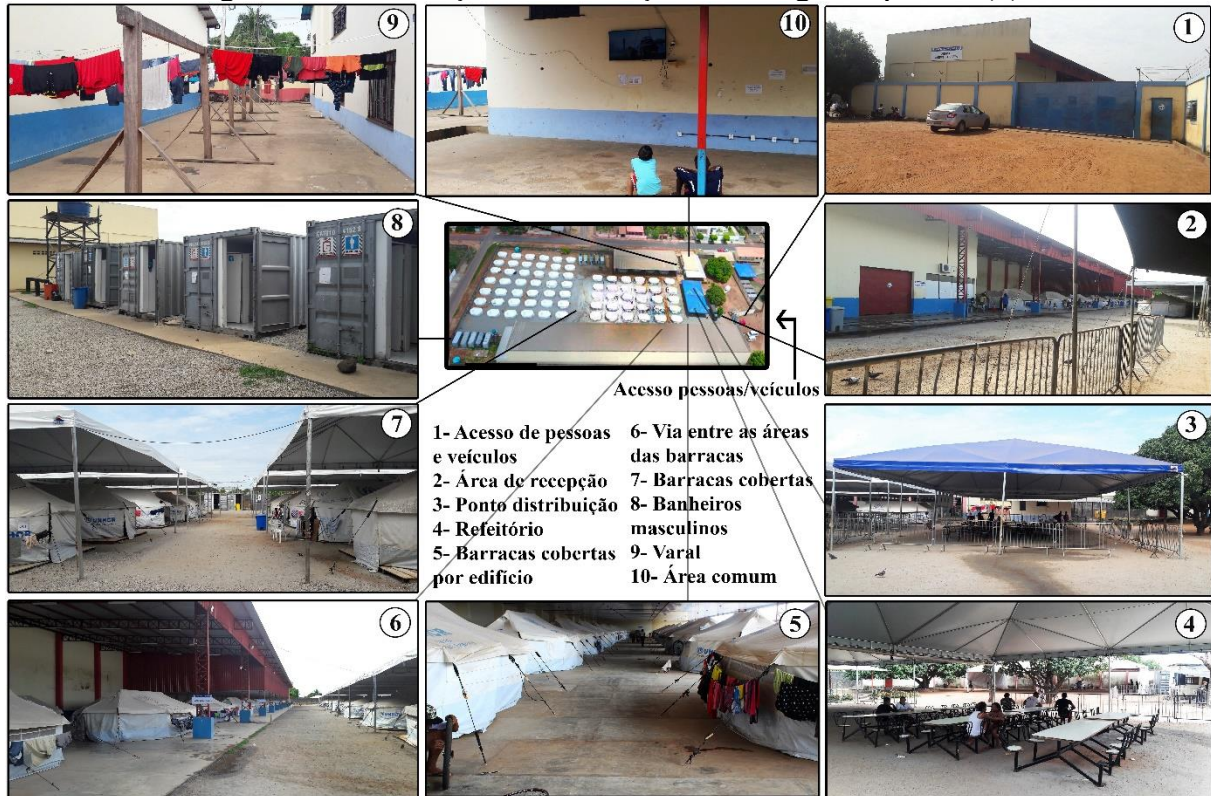 9
10
1
8
2
Acesso pessoas/veículos
7
1- Acesso de pessoas
e veículos
2- Área de recepção
3- Ponto distribuição
4- Refeitório
5- Barracas cobertas
por edifício
6- Via entre as áreas
das barracas
7- Barracas cobertas
8- Banheiros
masculinos
9- Varal
10- Área comum
3
6
5
4